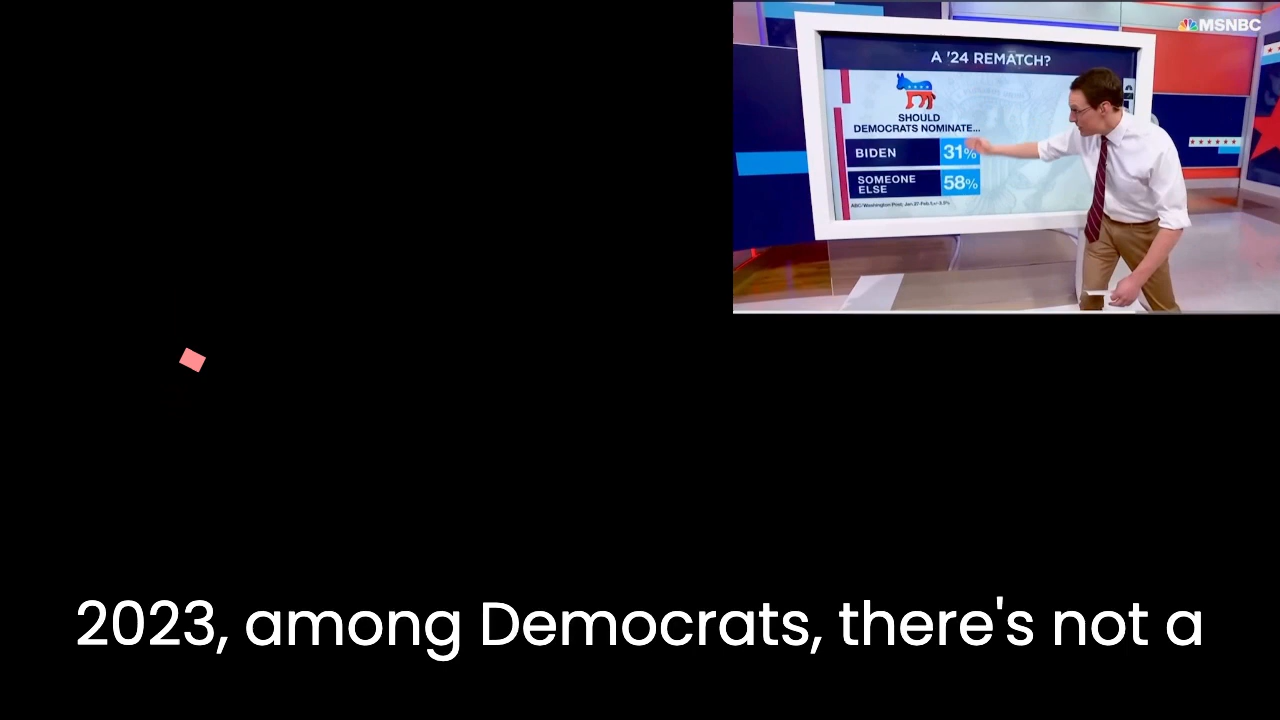 MSNBC
A '24 REMATCH?
SHOULD
DEMOCRATS NOMINATE...
BIDEN 31%
SOMEONE
ELSE 58%
2023, among Democrats, there's not a